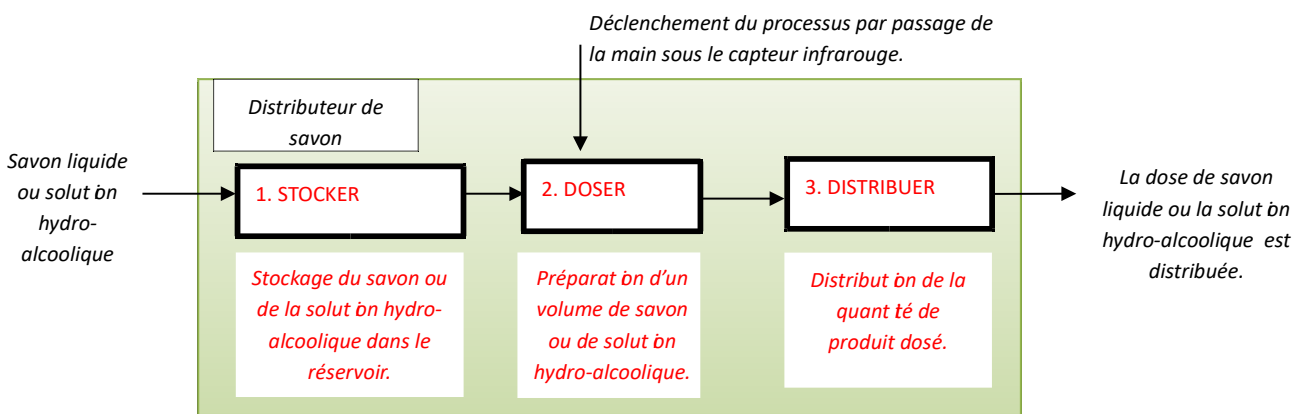 Déclenchement du processus par passage de
la main sous le capteur infrarouge.
Distributeur de
savon
Savon liquide
ou solution
hydro-
alcoolique
1. STOCKER
2. DOSER
3. DISTRIBUER
La dose de savon
liquide ou la solution
hydro-alcoolique est
distribuée.
Stockage du savon ou
de la solution hydro-
alcoolique dans le
réservoir.
Préparation d'un
volume de savon
ou de solution
hydro-alcoolique.
Distribution de la
quantité de
produit dosé.